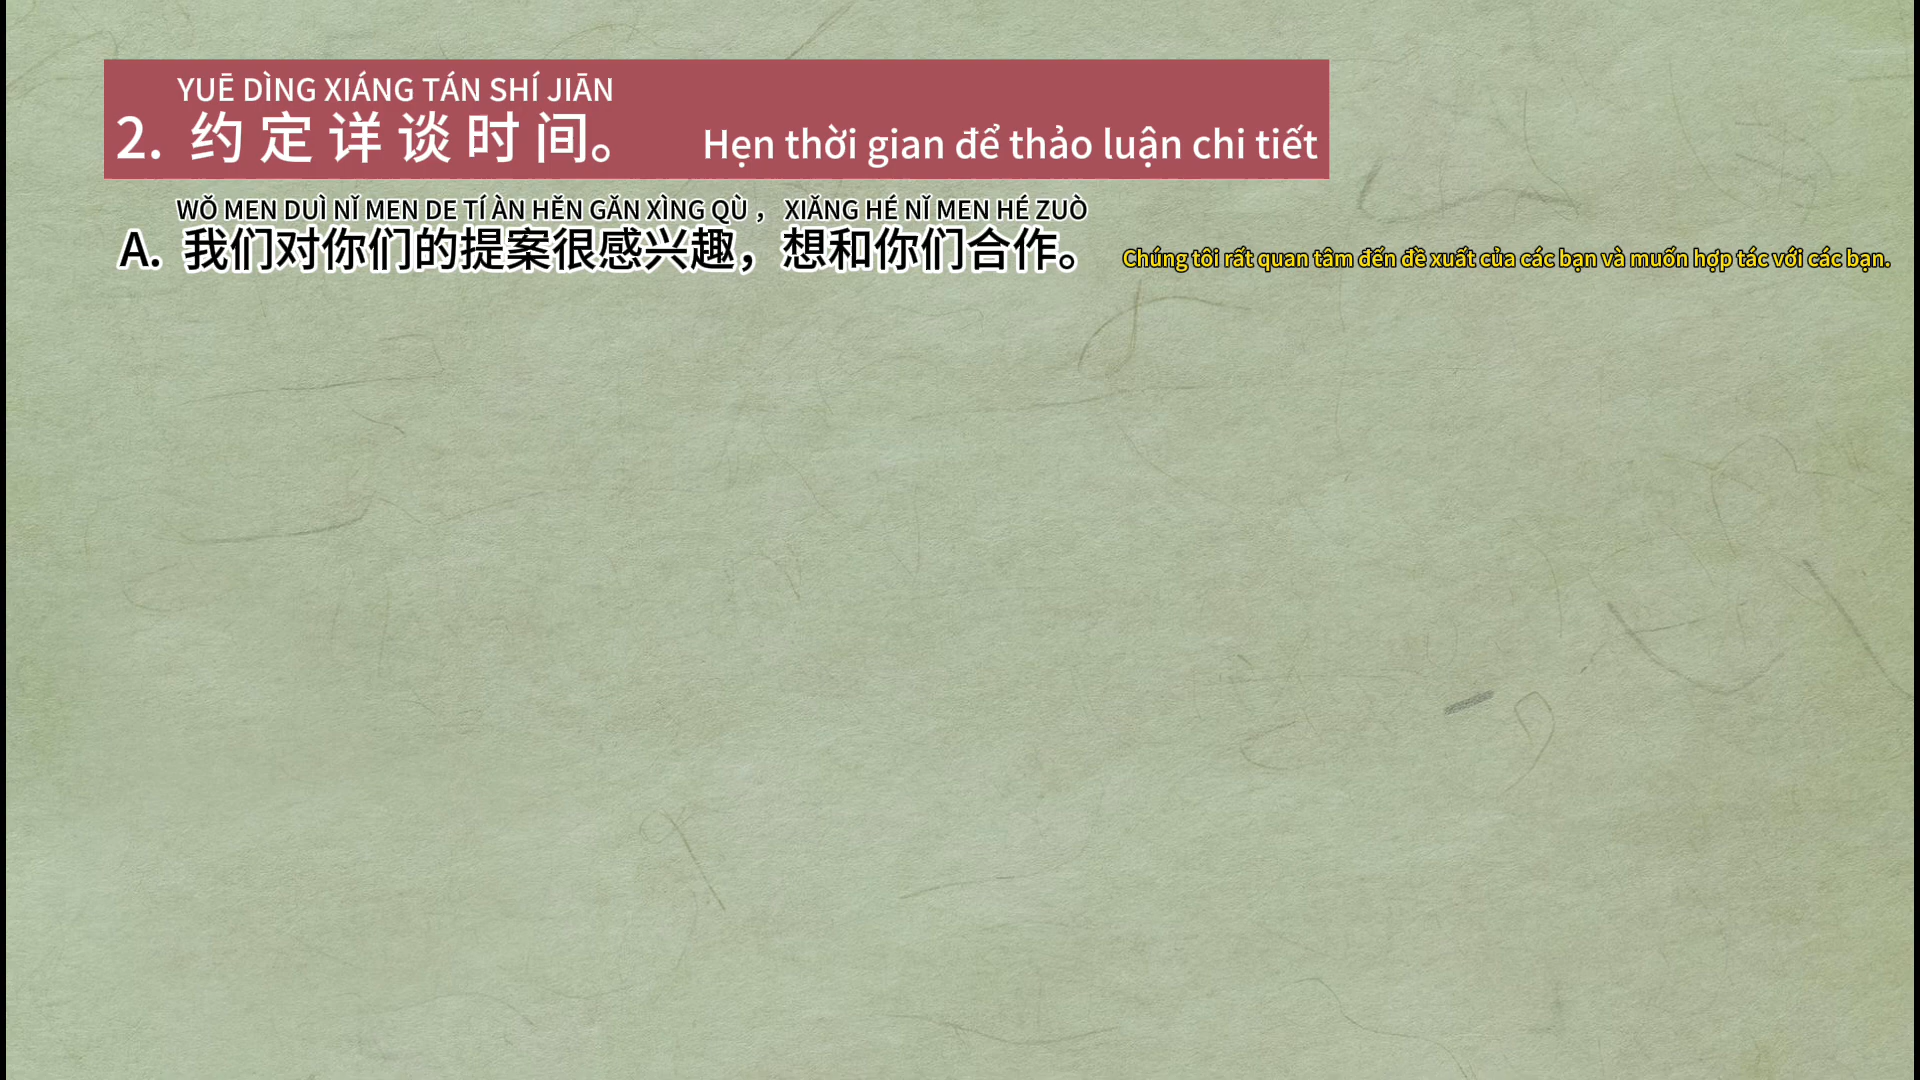 YUĒ DÌNG XIÁNG TÁN SHÍ JIĀN
2. 约定详谈时间。 Hẹn thời gian để thảo luận chi tiết
WǑ MEN DUÌ NǏ MEN DE TÍ ÀN HĚN GǍN XÌNG QÙ， XIǍNG HÉ NǏ MEN HÉ ZUÒ
A. 我们对你们的提案很感兴趣，想和你们合作。 Chúng tôi rất quan tâm đến đề xuất của các bạn và muốn hợp tác với các bạn.